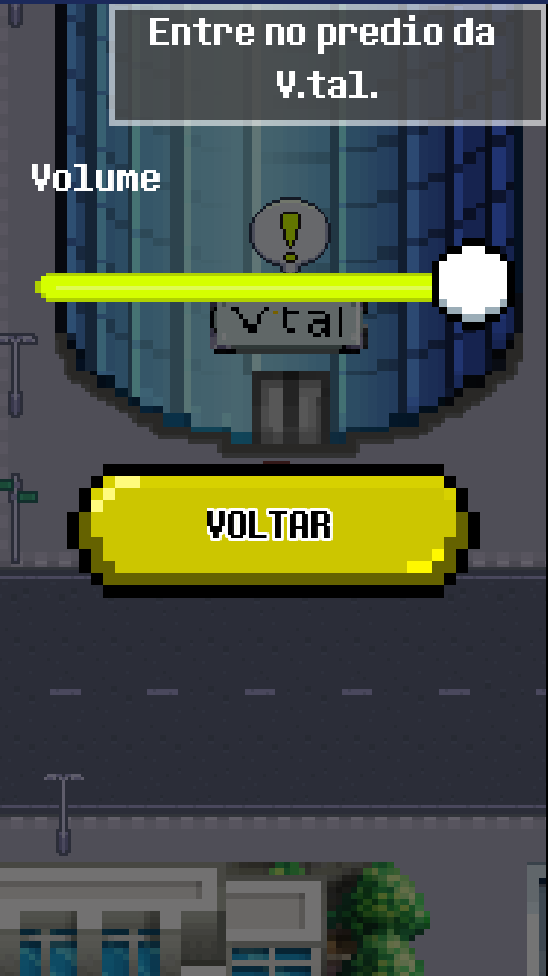 Entre no predio da
V.tal.
Volume
!
V tal
VOLTAR